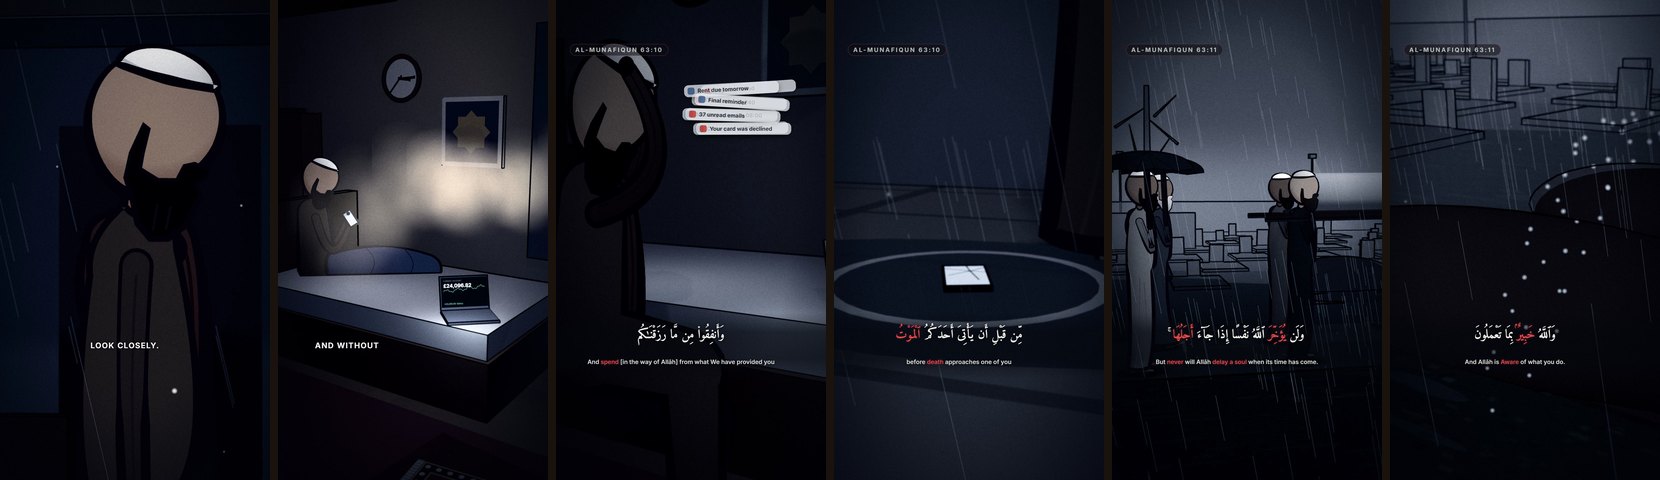 LOOK CLOSELY.
£24,096.82
AND WITHOUT
AL-MUNAFIQUN 63:10
Rent due tomorrow
Final reminder
37 unread emails
Your card was declined
وَأَنفِقُوا۟ مِن مَّا رَزَقْنَـٰكُم
And spend [in the way of Allāh] from what We have provided you
AL-MUNAFIQUN 63:10
مِّن قَبْلِ أَن يَأْتِىَ أَحَدَكُمُ ٱلْمَوْتُ
before death approaches one of you
AL-MUNAFIQUN 63:11
وَلَن يُؤَخِّرَ ٱللَّهُ نَفْسًا إِذَا جَآءَ أَجَلُهَا ۚ
But never will Allāh delay a soul when its time has come.
AL-MUNAFIQUN 63:11
وَٱللَّهُ خَبِيرٌۢ بِمَا تَعْمَلُونَ
And Allāh is Aware of what you do.